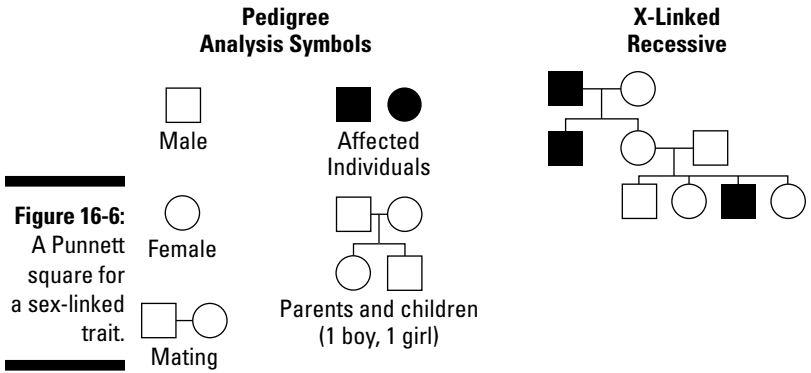 Pedigree
Analysis Symbols
X-Linked
Recessive
Male
Affected
Individuals
Figure 16-6:
A Punnett
square for
a sex-linked
trait.
Female
Parents and children
(1 boy, 1 girl)
Mating